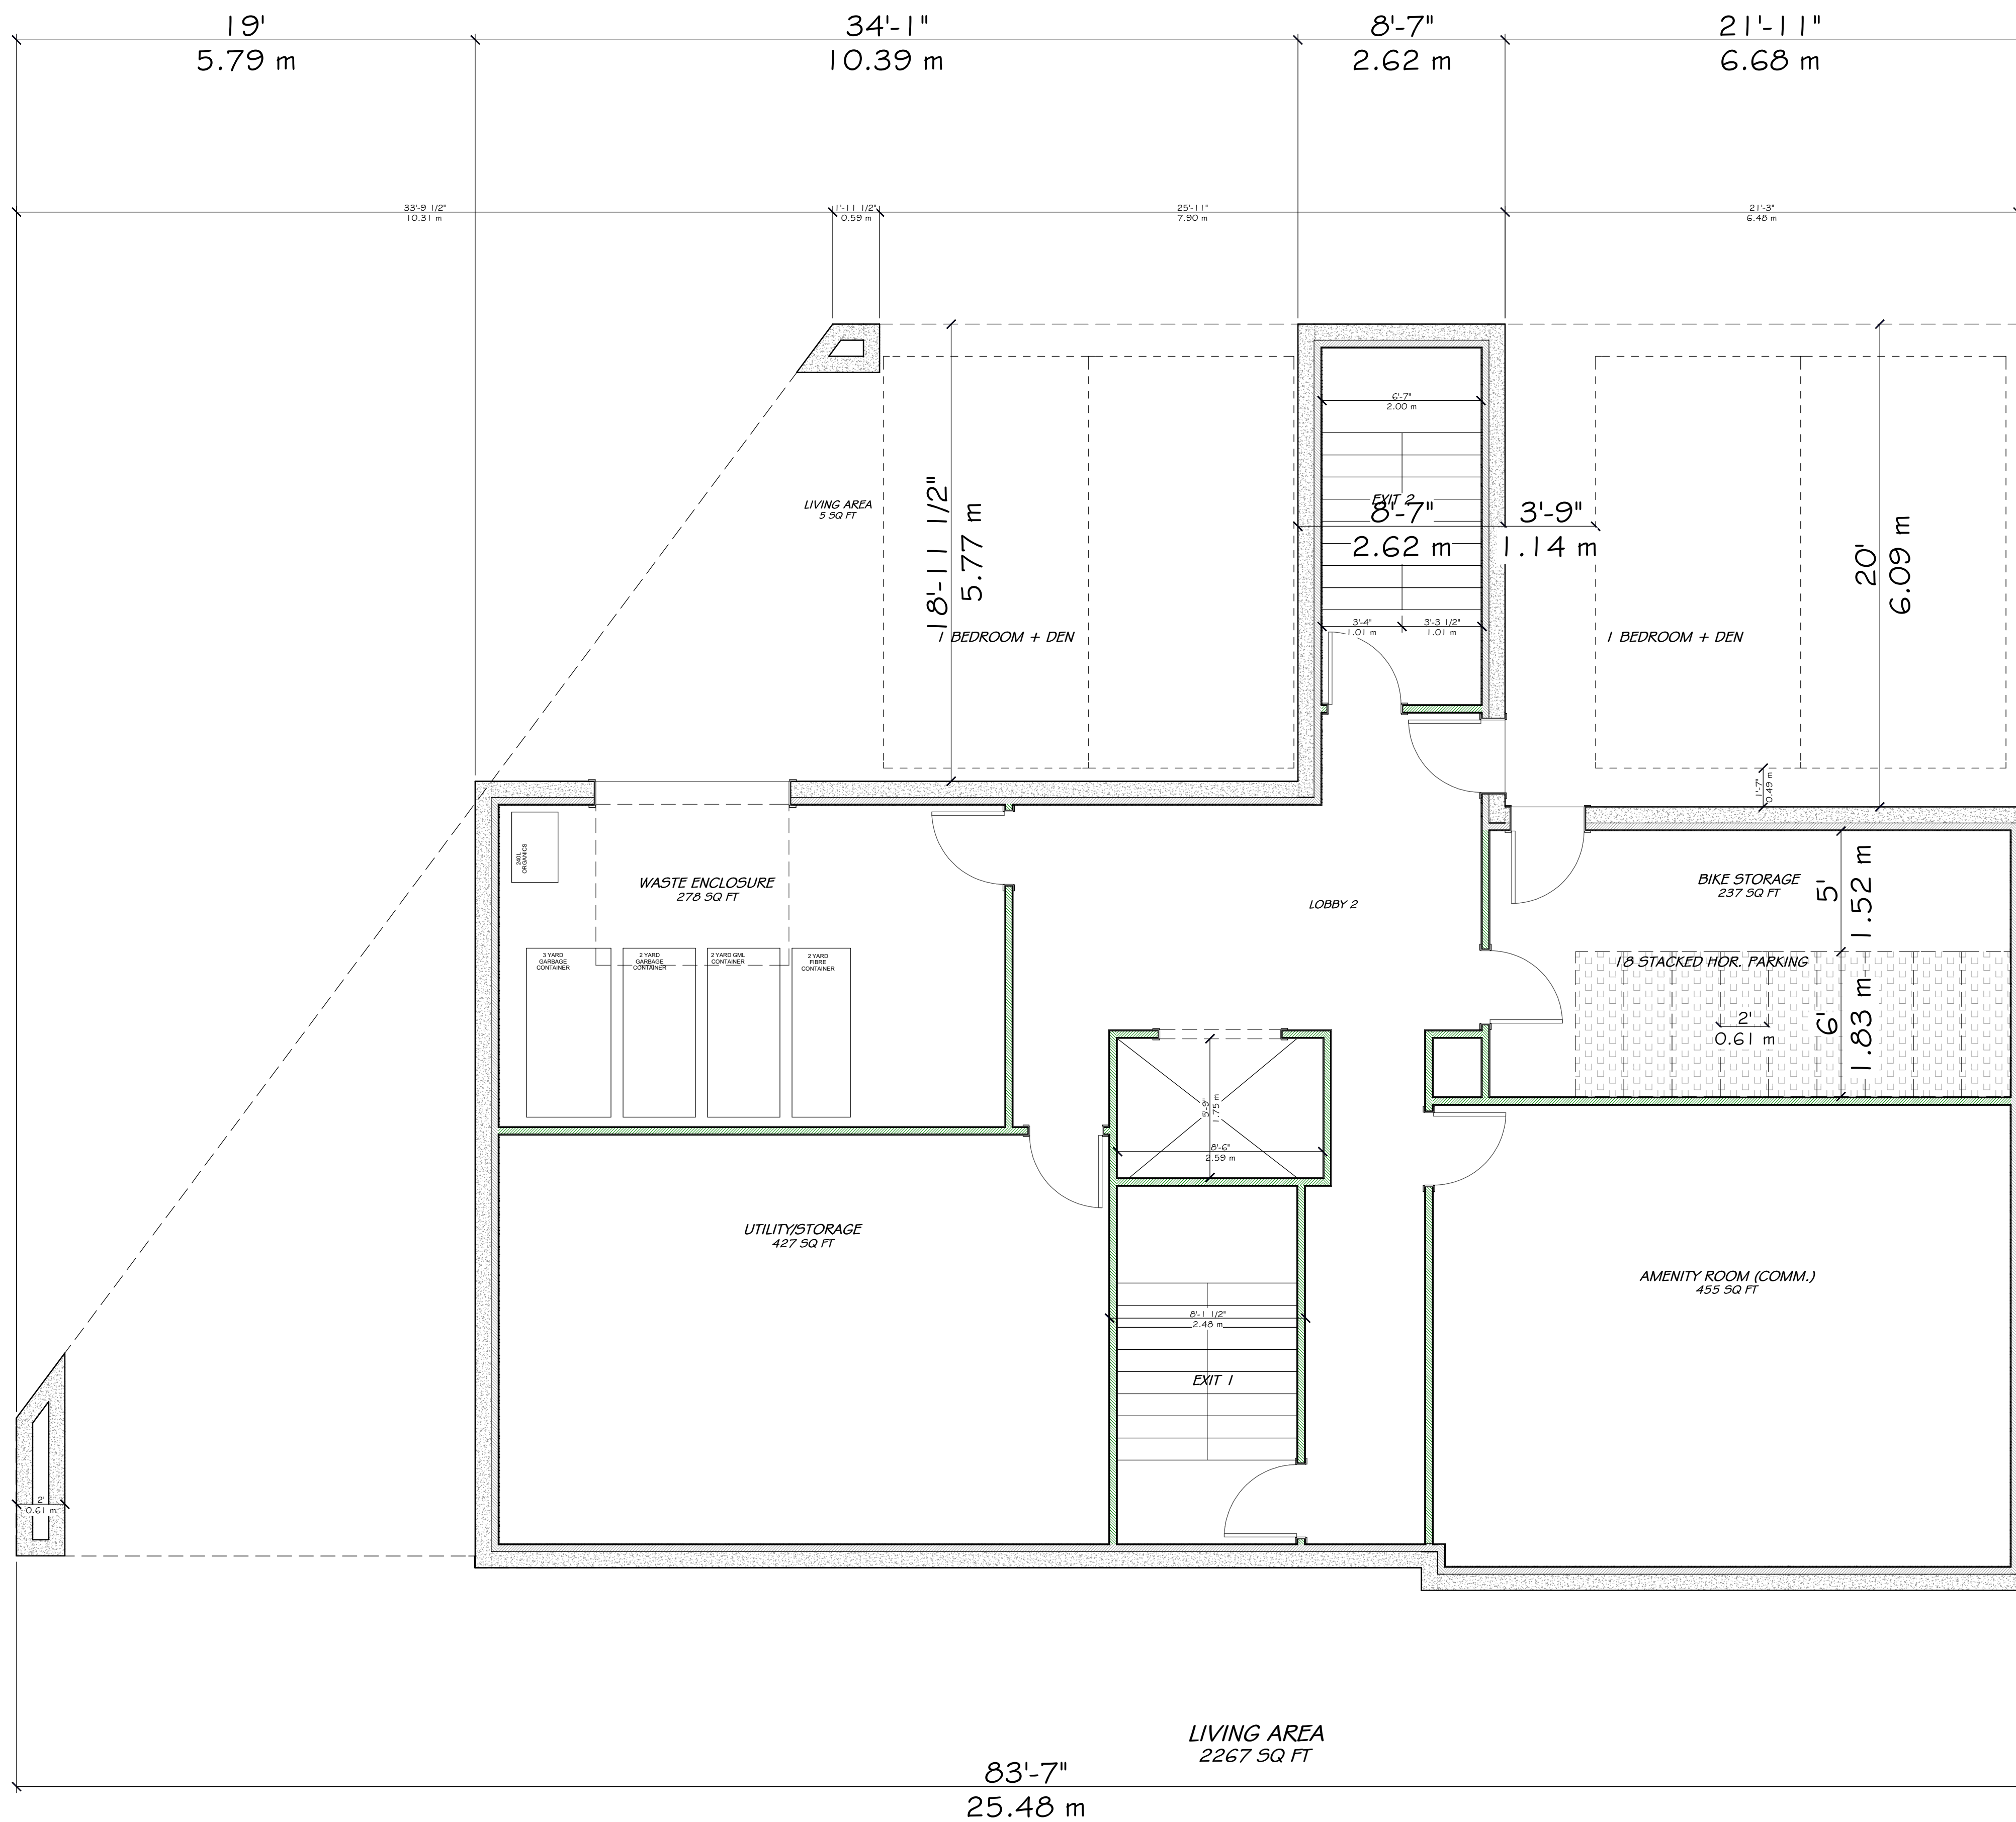 19'
34'-1"
8'-7"
21'-11"
5.79 m
10.39 m
2.62 m
6.68 m
33'-9 1/2"
10.31 m
1'-11 1/2"
0.59 m
25'-11"
7.90 m
21'-3"
6.48 m
6'-7"
2.00 m
LIVING AREA
5 SQ FT
18'-11 1/2"
5.77 m
EXIT 2
8'-7"
2.62 m
3'-9"
1.14 m
20'
6.09 m
3'-4"
1.01 m
3'-3 1/2"
1.01 m
1 BEDROOM + DEN
1 BEDROOM + DEN
1'-7"
0.49 m
240L
ORGANICS
WASTE ENCLOSURE
278 SQ FT
LOBBY 2
BIKE STORAGE
237 SQ FT
5'
1.52 m
3 YARD
GARBAGE
CONTAINER
2 YARD
GARBAGE
CONTAINER
2 YARD GML
CONTAINER
2 YARD
FIBRE
CONTAINER
18 STACKED HOR. PARKING
2'
0.61 m
6'
1.83 m
5'-9"
1.75 m
8'-6"
2.59 m
UTILITY/STORAGE
427 SQ FT
AMENITY ROOM (COMM.)
455 SQ FT
8'-1 1/2"
2.48 m
EXIT 1
2'
0.61 m
LIVING AREA
2267 SQ FT
83'-7"
25.48 m